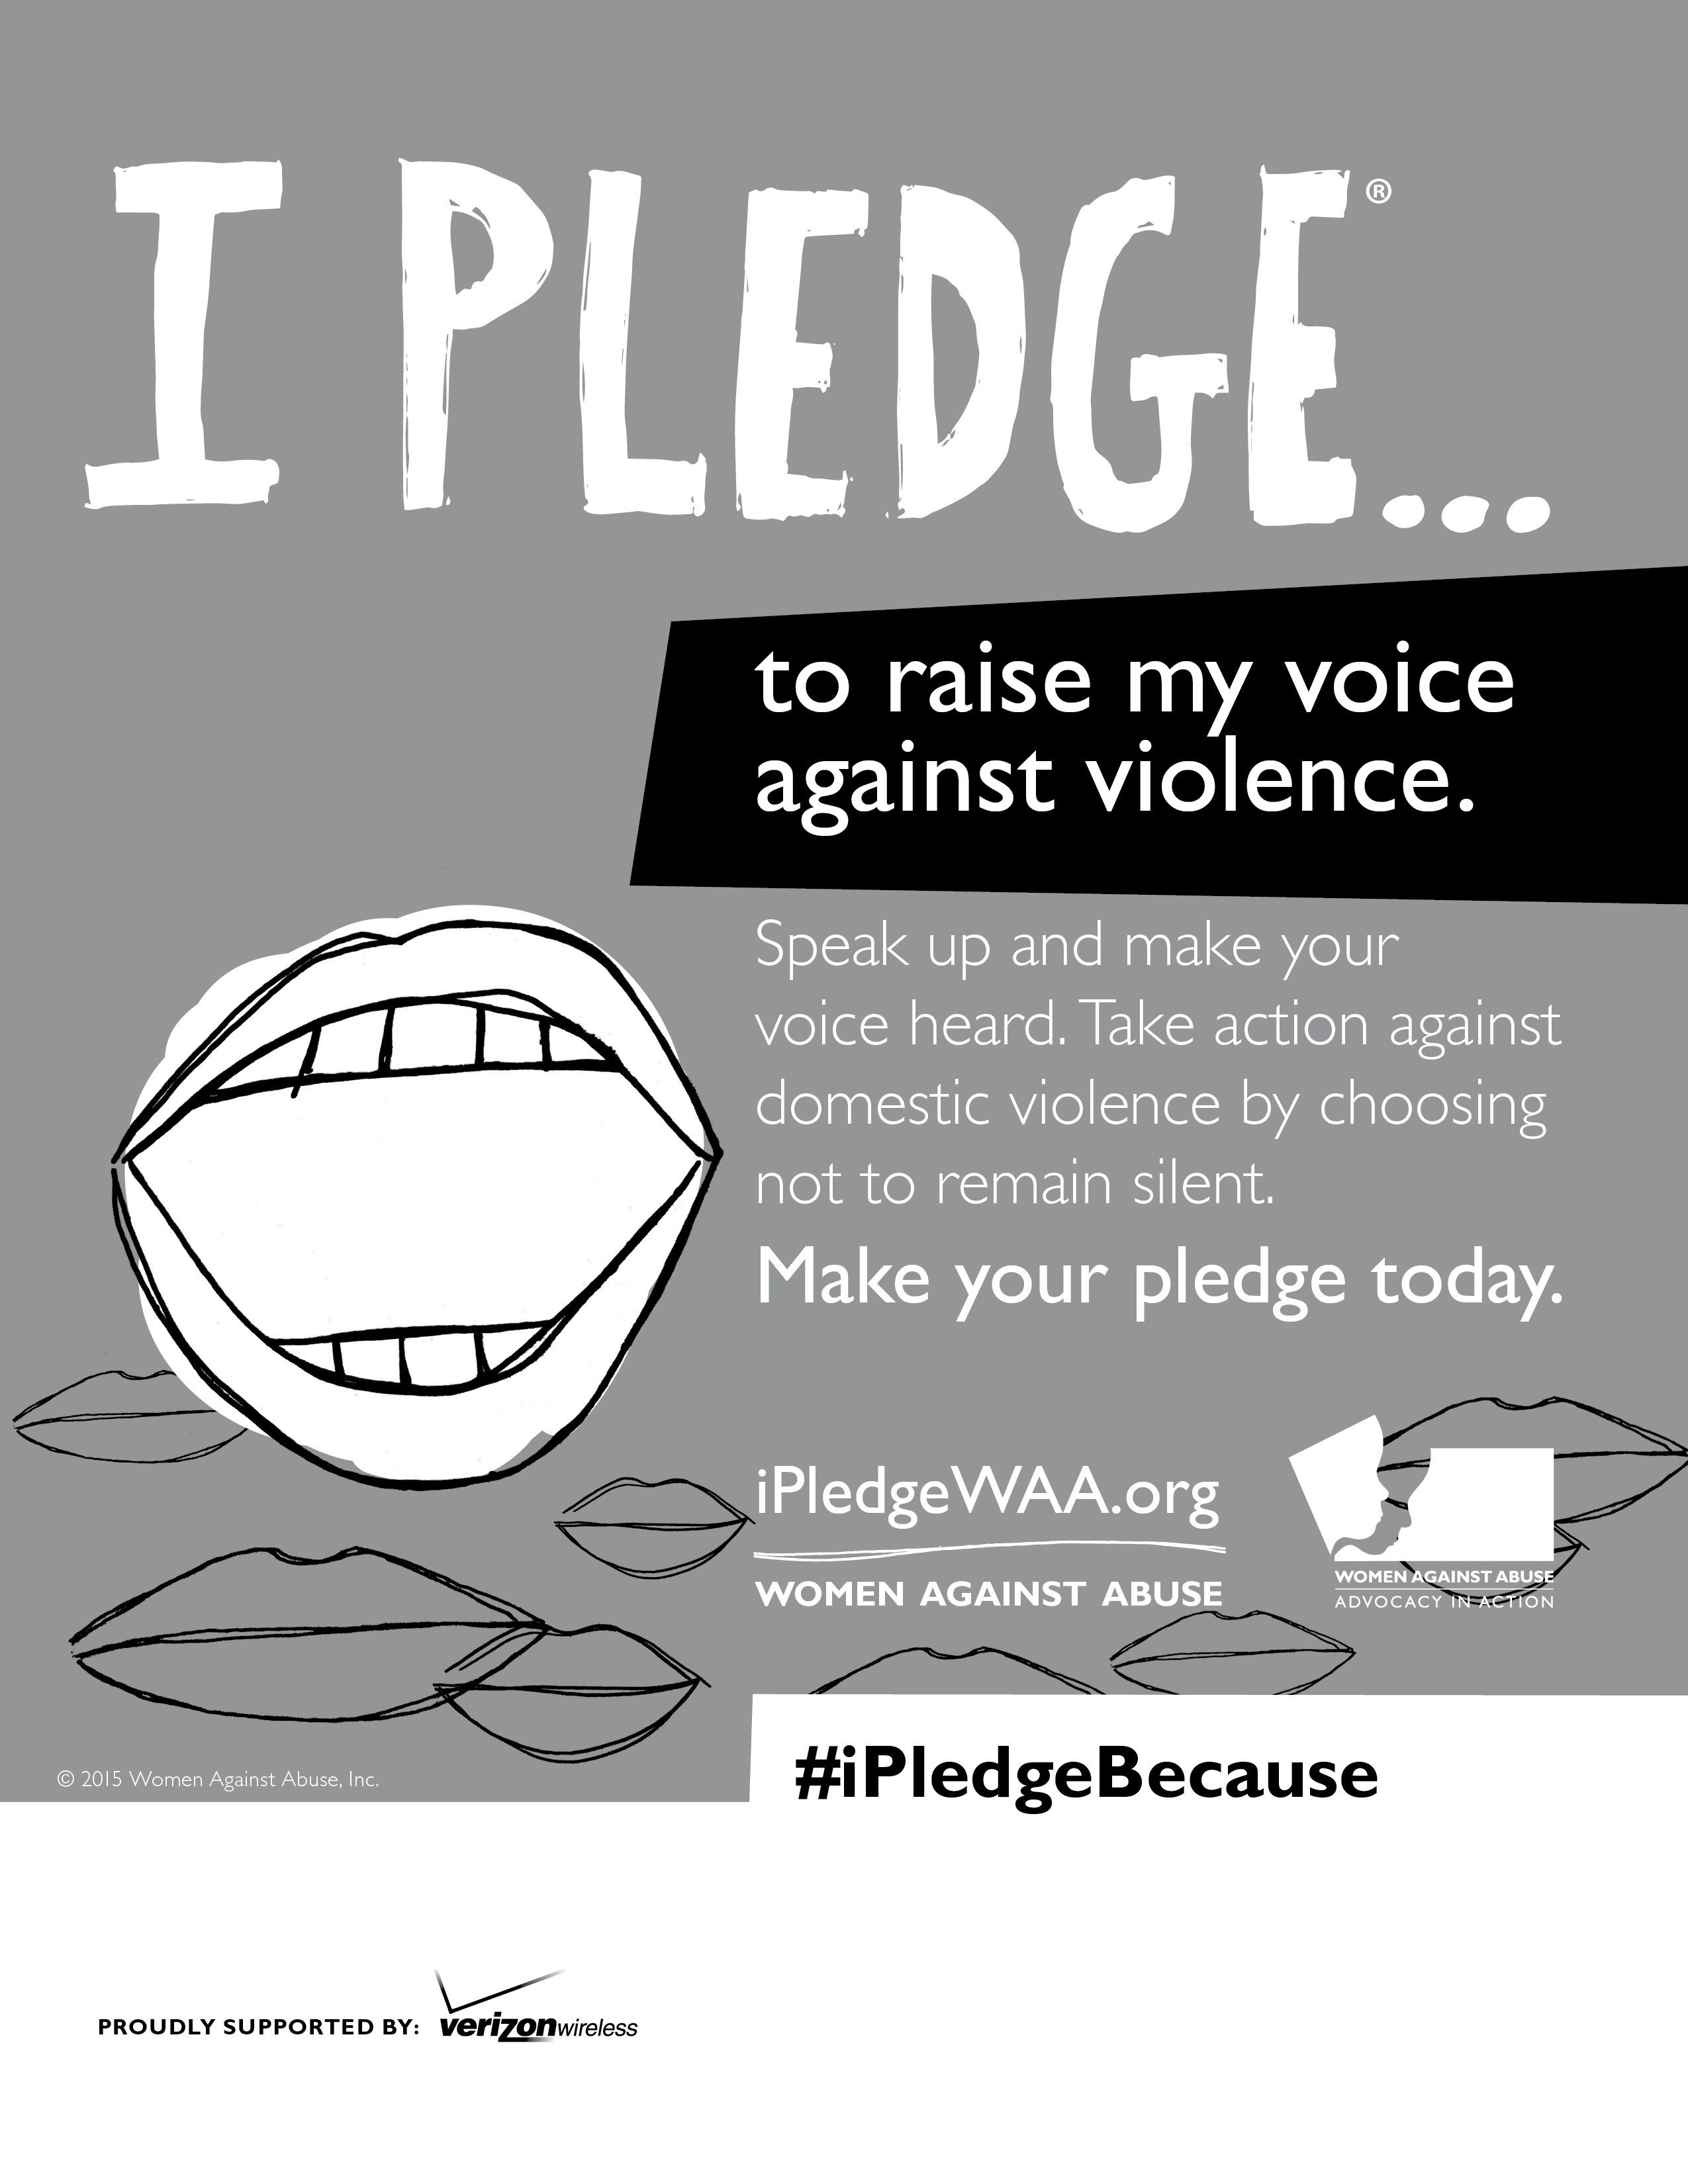 I PLEDGE...®
to raise my voice
against violence.
Speak up and make your
voice heard. Take action against
domestic violence by choosing
not to remain silent.
Make your pledge today.
iPledgeWAA.org
WOMEN AGAINST ABUSE
WOMEN AGAINST ABUSE
ADVOCACY IN ACTION
© 2015 Women Against Abuse, Inc.
#iPledgeBecause
PROUDLY SUPPORTED BY: verizonwireless